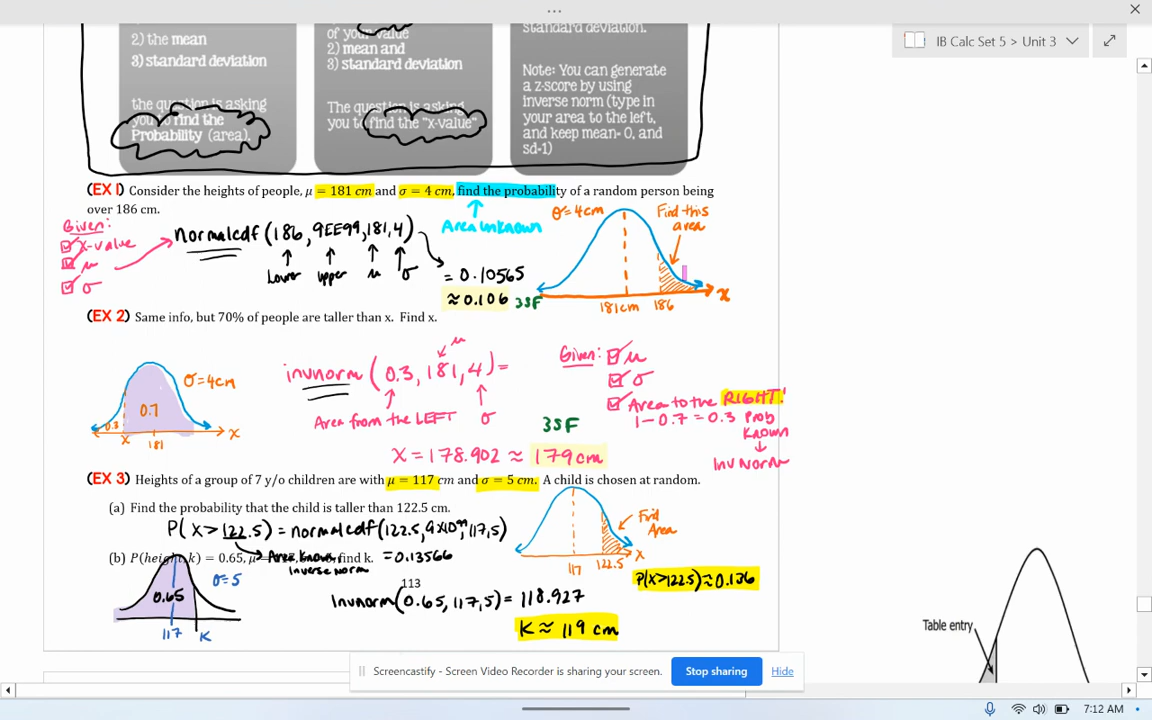 IB Calc Set 5 > Unit 3
2) the mean
3) standard deviation
the question is asking
you to find the
Probability (area).
of your value
2) mean and
3) standard deviation
The question is asking
you to find the "x-value"
standard deviation.
Note: You can generate
a z-score by using
inverse norm (type in
your area to the left,
and keep mean= 0, and
sd=1)
(EX 1) Consider the heights of people, μ = 181 cm and σ = 4 cm, find the probability of a random person being
over 186 cm.
Given:
x-value
μ
σ
normalcdf (186, 9EE99, 181, 4)
Lower upper μ σ
Area Unknown
= 0.10565
≈ 0.106 3SF
σ = 4cm
Find this
area
181cm 186 x
(EX 2) Same info, but 70% of people are taller than x. Find x.
σ = 4cm
0.7
0.3
x 181 x
μ
invnorm (0.3, 181, 4) =
Area from the LEFT σ
Given: μ
σ
Area to the RIGHT!
1 - 0.7 = 0.3 Prob
Known
Inv Norm
3SF
X = 178.902 ≈ 179 cm
(EX 3) Heights of a group of 7 y/o children are with μ = 117 cm and σ = 5 cm. A child is chosen at random.
(a) Find the probability that the child is taller than 122.5 cm.
P( X > 122.5) = normalcdf (122.5, 9x10⁹⁹, 117, 5)
= 0.13566
Find
Area
117 122.5 x
P(X>122.5) ≈ 0.136
(b) P(height k) = 0.65, find k.
Area known
inverse norm
σ = 5
0.65
117 K
113
Invnorm (0.65, 117, 5) = 118.927
K ≈ 119 cm
Table entry
Screencastify - Screen Video Recorder is sharing your screen.
Stop sharing
Hide
7:12 AM